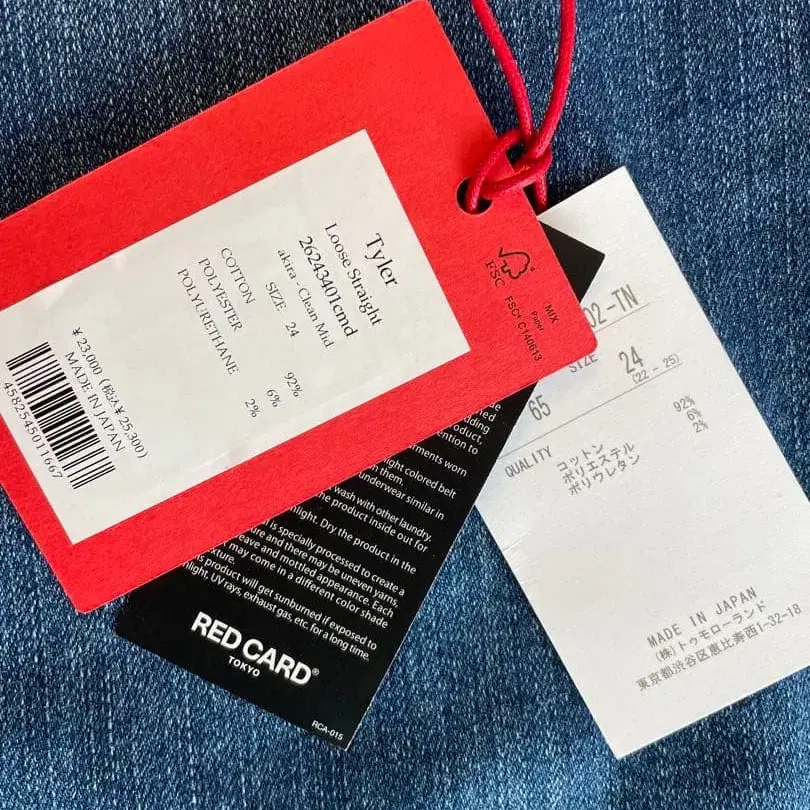 Tyler
Loose Straight
26243401cmd
akira - Clean Mid
SIZE 24
COTTON 92%
POLYESTER 6%
POLYURETHANE 2%
¥ 23,000 (税込¥ 25,300)
MADE IN JAPAN
4582545011667
FSC
MIX
Paper
FSC® C140613
product,
garments worn
light colored belt
them.
underwear similar in
wash with other laundry.
the product inside out for
light. Dry the product in the
is specially processed to create a
and there may be uneven yarns,
and mottled appearance. Each
may come in a different color shade
product will get sunburned if exposed to
light, UV rays, exhaust gas, etc. for a long time.
RED CARD®
TOKYO
RCA-015
02-TN
SIZE 24
(22 - 25)
65
QUALITY
コットン 92%
ポリエステル 6%
ポリウレタン 2%
MADE IN JAPAN
(株)トゥモローランド
東京都渋谷区恵比寿西1-32-18